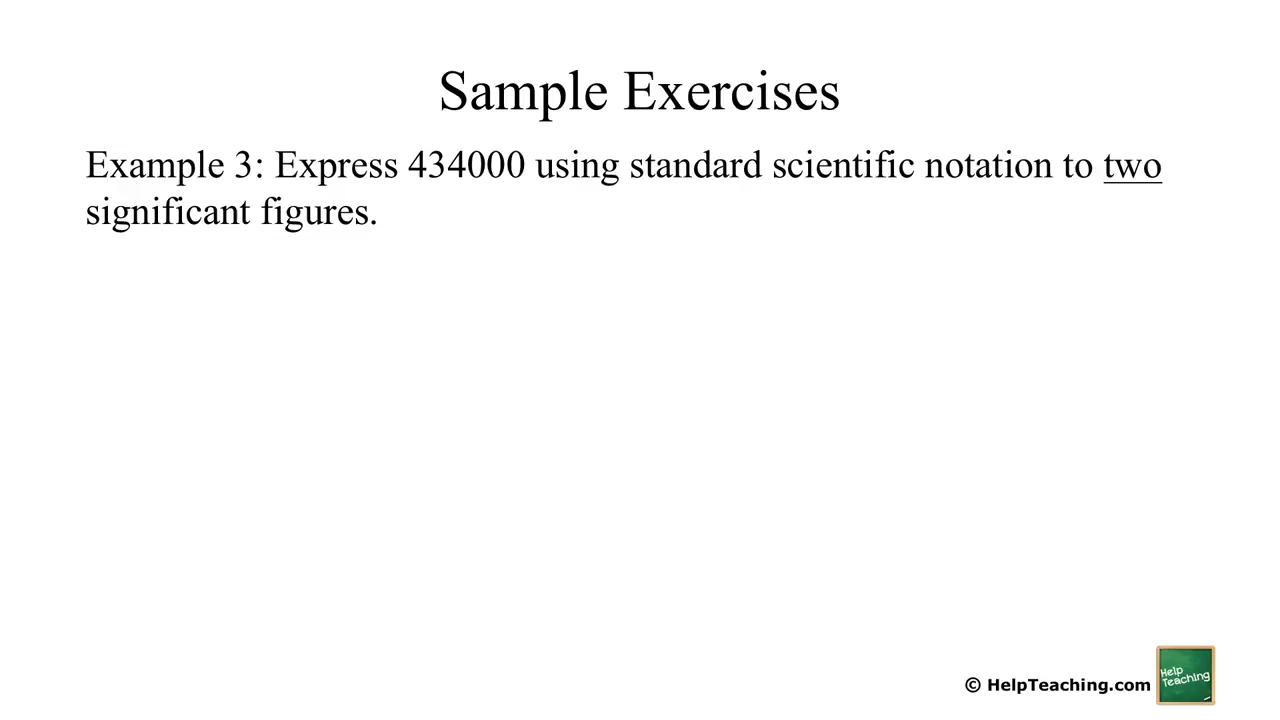 Sample Exercises
Example 3: Express 434000 using standard scientific notation to two
significant figures.
© HelpTeaching.com
Help
Teaching